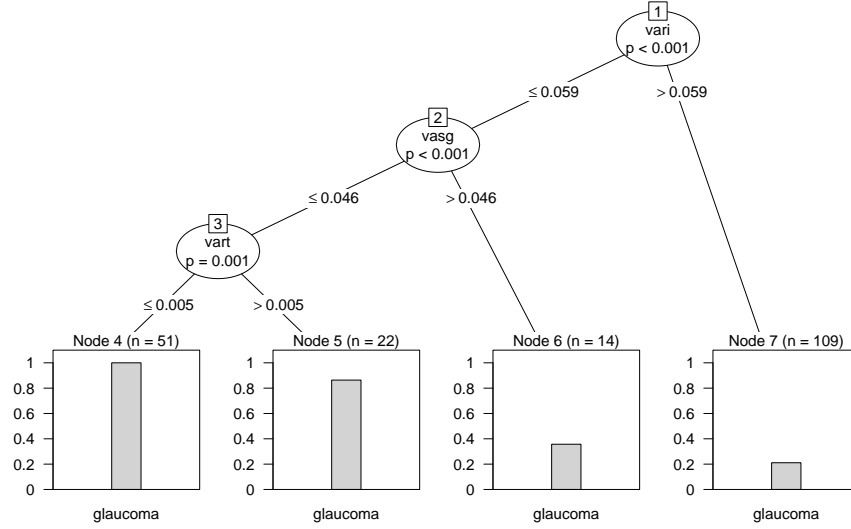 1
vari
p < 0.001
≤ 0.059
> 0.059
2
vasg
p < 0.001
≤ 0.046
> 0.046
3
vart
p = 0.001
≤ 0.005
> 0.005
Node 4 (n = 51)
1
0.8
0.6
0.4
0.2
0
glaucoma
Node 5 (n = 22)
1
0.8
0.6
0.4
0.2
0
glaucoma
Node 6 (n = 14)
1
0.8
0.6
0.4
0.2
0
glaucoma
Node 7 (n = 109)
1
0.8
0.6
0.4
0.2
0
glaucoma